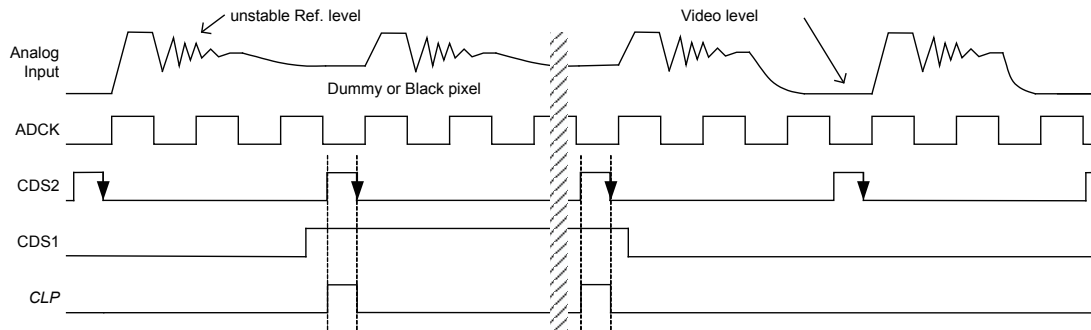 unstable Ref. level
Video level
Analog
Input
Dummy or Black pixel
ADCK
CDS2
CDS1
CLP